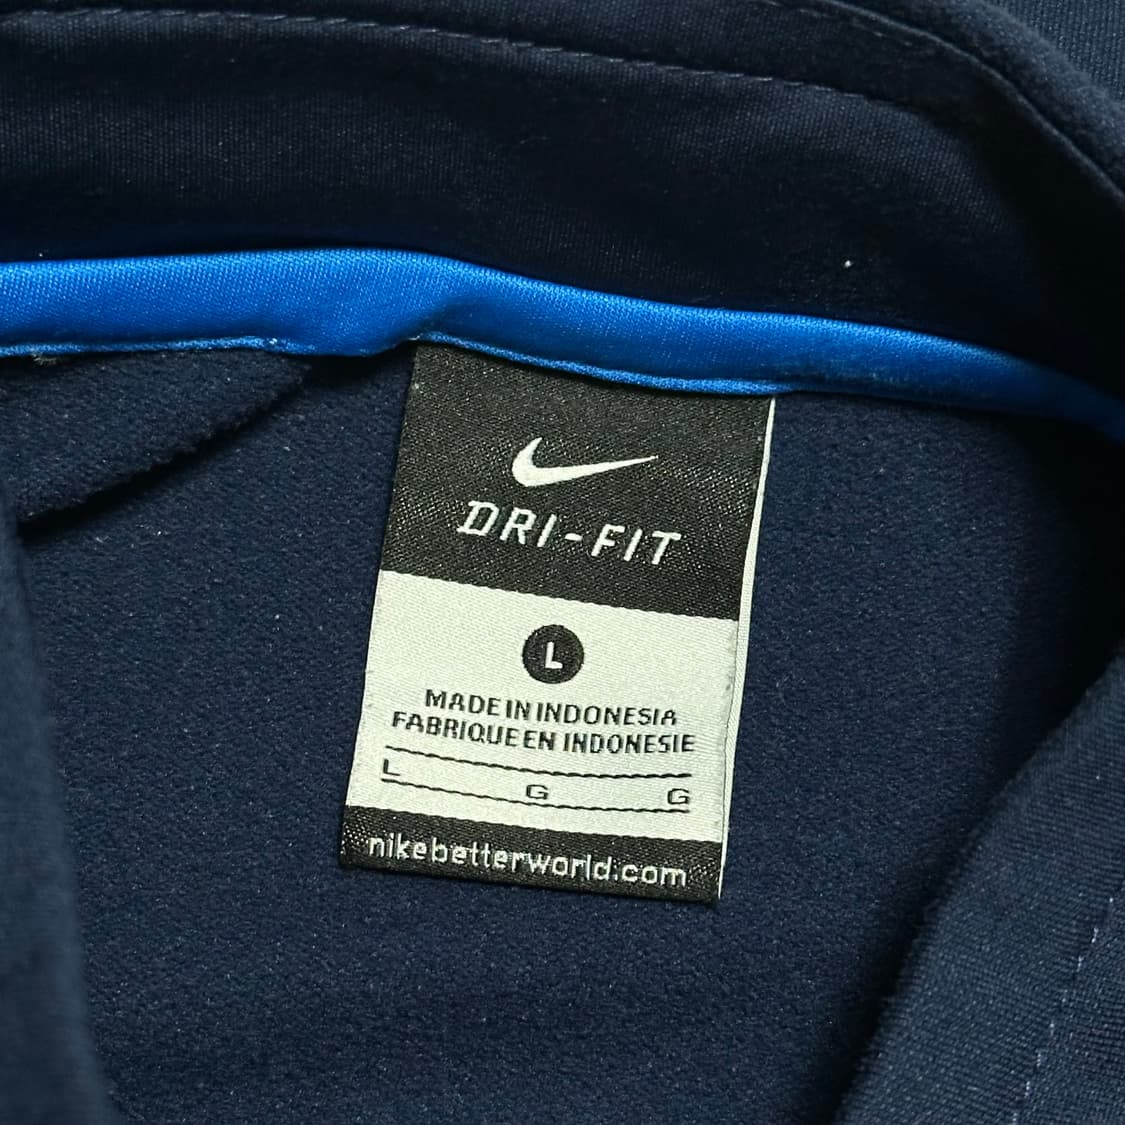 DRI-FIT
L
MADE IN INDONESIA
FABRIQUE EN INDONESIE
L G G
nikebetterworld.com